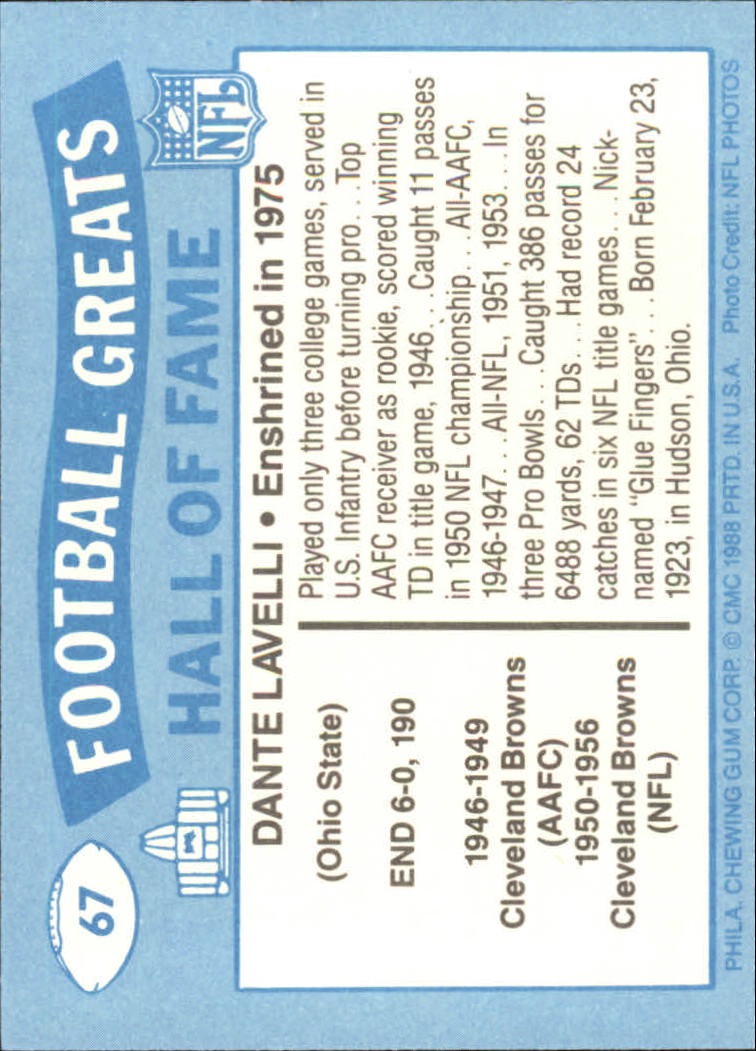 67
FOOTBALL GREATS
HALL OF FAME
NFL
DANTE LAVELLI • Enshrined in 1975
(Ohio State)
END 6-0, 190
1946-1949
Cleveland Browns
(AAFC)
1950-1956
Cleveland Browns
(NFL)
Played only three college games, served in
U.S. Infantry before turning pro...Top
AAFC receiver as rookie, scored winning
TD in title game, 1946...Caught 11 passes
in 1950 NFL championship...All-AAFC,
1946-1947...All-NFL, 1951, 1953...In
three Pro Bowls...Caught 386 passes for
6488 yards, 62 TDs...Had record 24
catches in six NFL title games...Nick-
named "Glue Fingers"...Born February 23,
1923, in Hudson, Ohio.
PHILA. CHEWING GUM CORP. © CMC 1988 PRTD. IN U.S.A. Photo Credit: NFL PHOTOS